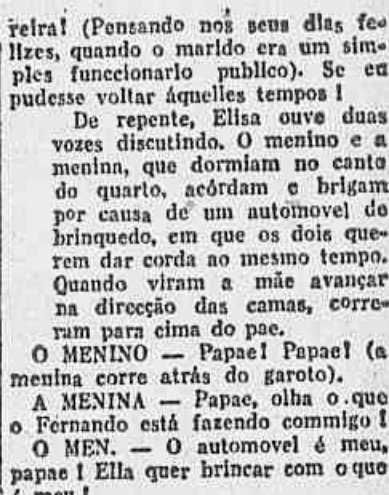 reira! (Pensando nos seus dias fe-
lizes, quando o marido era um sim-
ples funccionario publico). Se eu
pudesse voltar áquelles tempos !
De repente, Elisa ouve duas
vozes discutindo. O menino e a
menina, que dormiam no canto
do quarto, acórdam e brigam
por causa de um automovel de
brinquedo, em que os dois que-
rem dar corda ao mesmo tempo.
Quando viram a mãe avançar
na direcção das camas, corre-
ram para cima do pae.
O MENINO — Papae! Papae! (a
menina corre atrás do garoto).
A MENINA — Papae, olha o que
o Fernando está fazendo commigo !
O MEN. — O automovel é meu,
papae ! Ella quer brincar com o que
é meu !